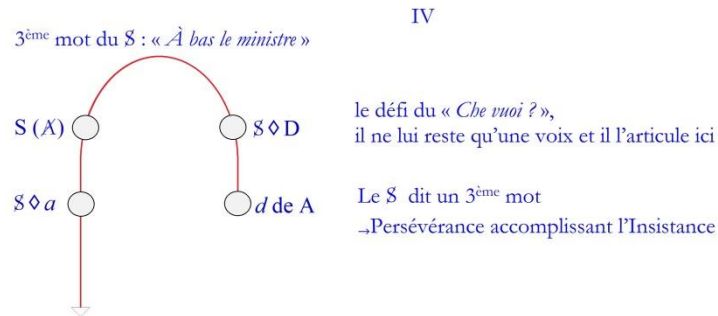 IV
3ème mot du $ : « À bas le ministre »
S (Ⱥ)
$ ◊ D
le défi du « Che vuoi ? »,
il ne lui reste qu'une voix et il l'articule ici
$ ◊ a
d de A
Le $ dit un 3ème mot
→Persévérance accomplissant l'Insistance